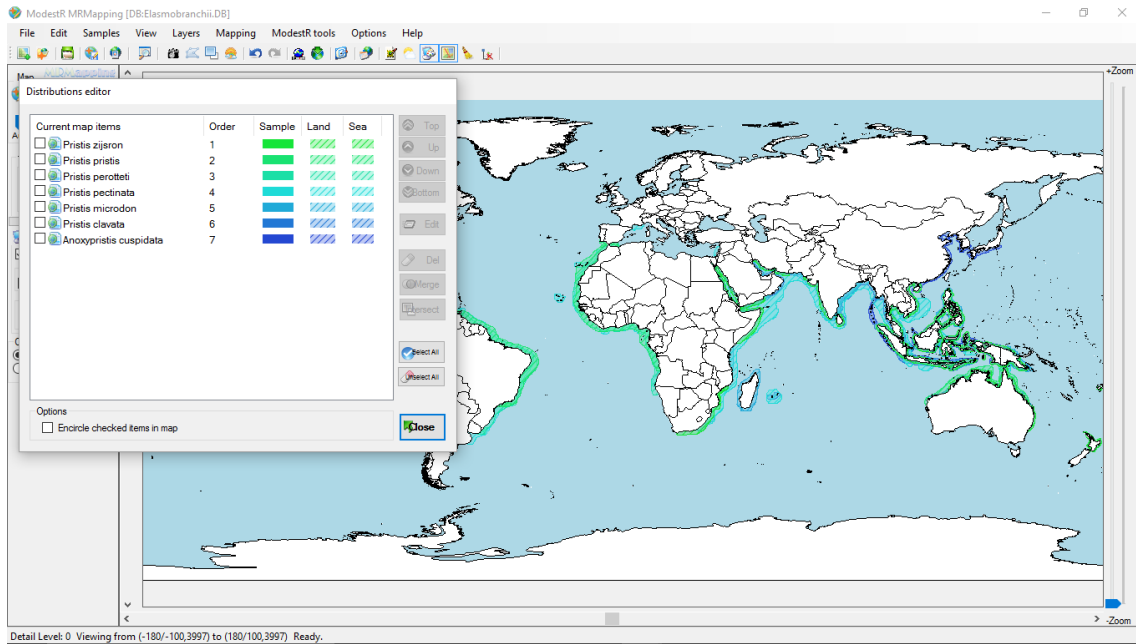 ModestR MRMapping [DB:Elasmobranchii.DB]
File Edit Samples View Layers Mapping ModestR tools Options Help
Map
+Zoom
Distributions editor
Current map items Order Sample Land Sea
Pristis zijsron 1
Pristis pristis 2
Pristis perotteti 3
Pristis pectinata 4
Pristis microdon 5
Pristis clavata 6
Anoxypristis cuspidata 7
Top
Up
Down
Bottom
Edit
Del
Merge
Select All
Unselect All
Options
Encircle checked items in map
Close
-Zoom
Detail Level: 0 Viewing from (-180/-100,3997) to (180/100,3997) Ready.